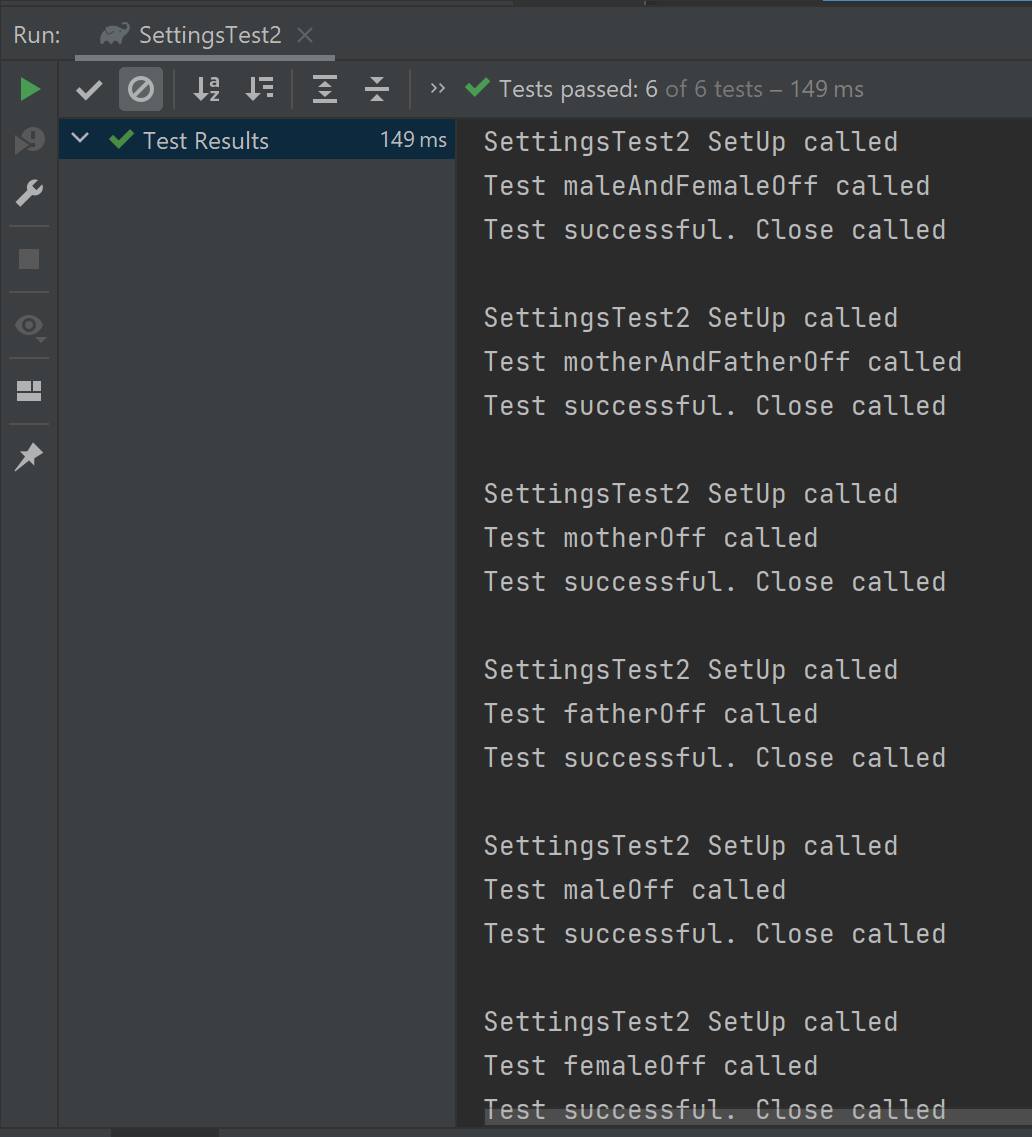 Run: SettingsTest2
Tests passed: 6 of 6 tests – 149 ms
Test Results 149 ms
SettingsTest2 SetUp called
Test maleAndFemaleOff called
Test successful. Close called
SettingsTest2 SetUp called
Test motherAndFatherOff called
Test successful. Close called
SettingsTest2 SetUp called
Test motherOff called
Test successful. Close called
SettingsTest2 SetUp called
Test fatherOff called
Test successful. Close called
SettingsTest2 SetUp called
Test maleOff called
Test successful. Close called
SettingsTest2 SetUp called
Test femaleOff called
Test successful. Close called